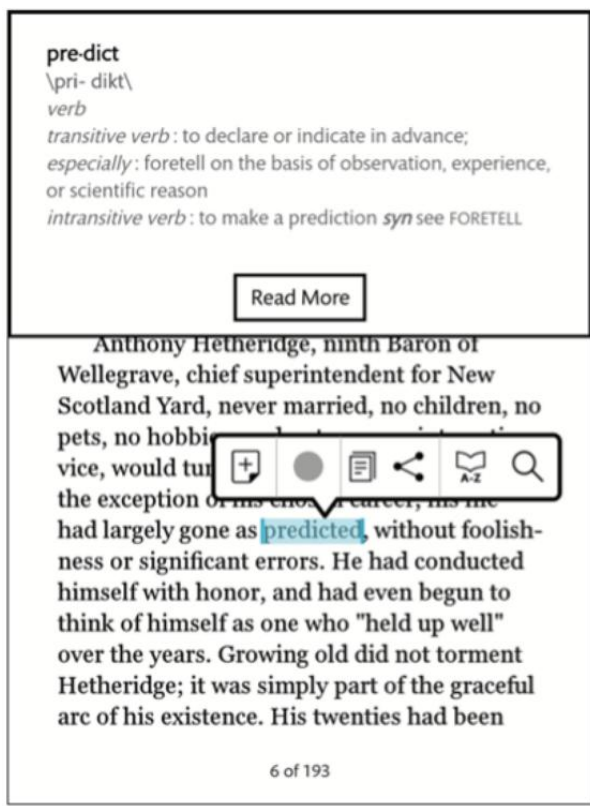 pre·dict
\pri- dikt\
verb
transitive verb : to declare or indicate in advance;
especially : foretell on the basis of observation, experience,
or scientific reason
intransitive verb : to make a prediction syn see FORETELL
Read More
Anthony Hetheridge, ninth Baron of
Wellegrave, chief superintendent for New
Scotland Yard, never married, no children, no
pets, no
vice, would
A-Z
the exception
had largely gone as predicted, without foolish-
ness or significant errors. He had conducted
himself with honor, and had even begun to
think of himself as one who "held up well"
over the years. Growing old did not torment
Hetheridge; it was simply part of the graceful
arc of his existence. His twenties had been
6 of 193